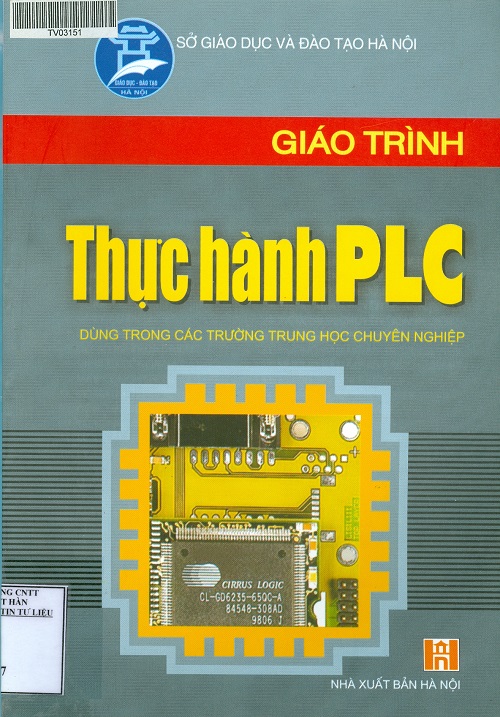 TV03151
SỞ GIÁO DỤC VÀ ĐÀO TẠO HÀ NỘI
GIÁO DỤC - ĐÀO TẠO
HÀ NỘI
GIÁO TRÌNH
Thực hành PLC
DÙNG TRONG CÁC TRƯỜNG TRUNG HỌC CHUYÊN NGHIỆP
CIRRUS LOGIC
CL-GD6235-65QC-A
84548-308AD
9806 J
NG CNTT
T HÀN
TIN TƯ LIỆU
7
NHÀ XUẤT BẢN HÀ NỘI